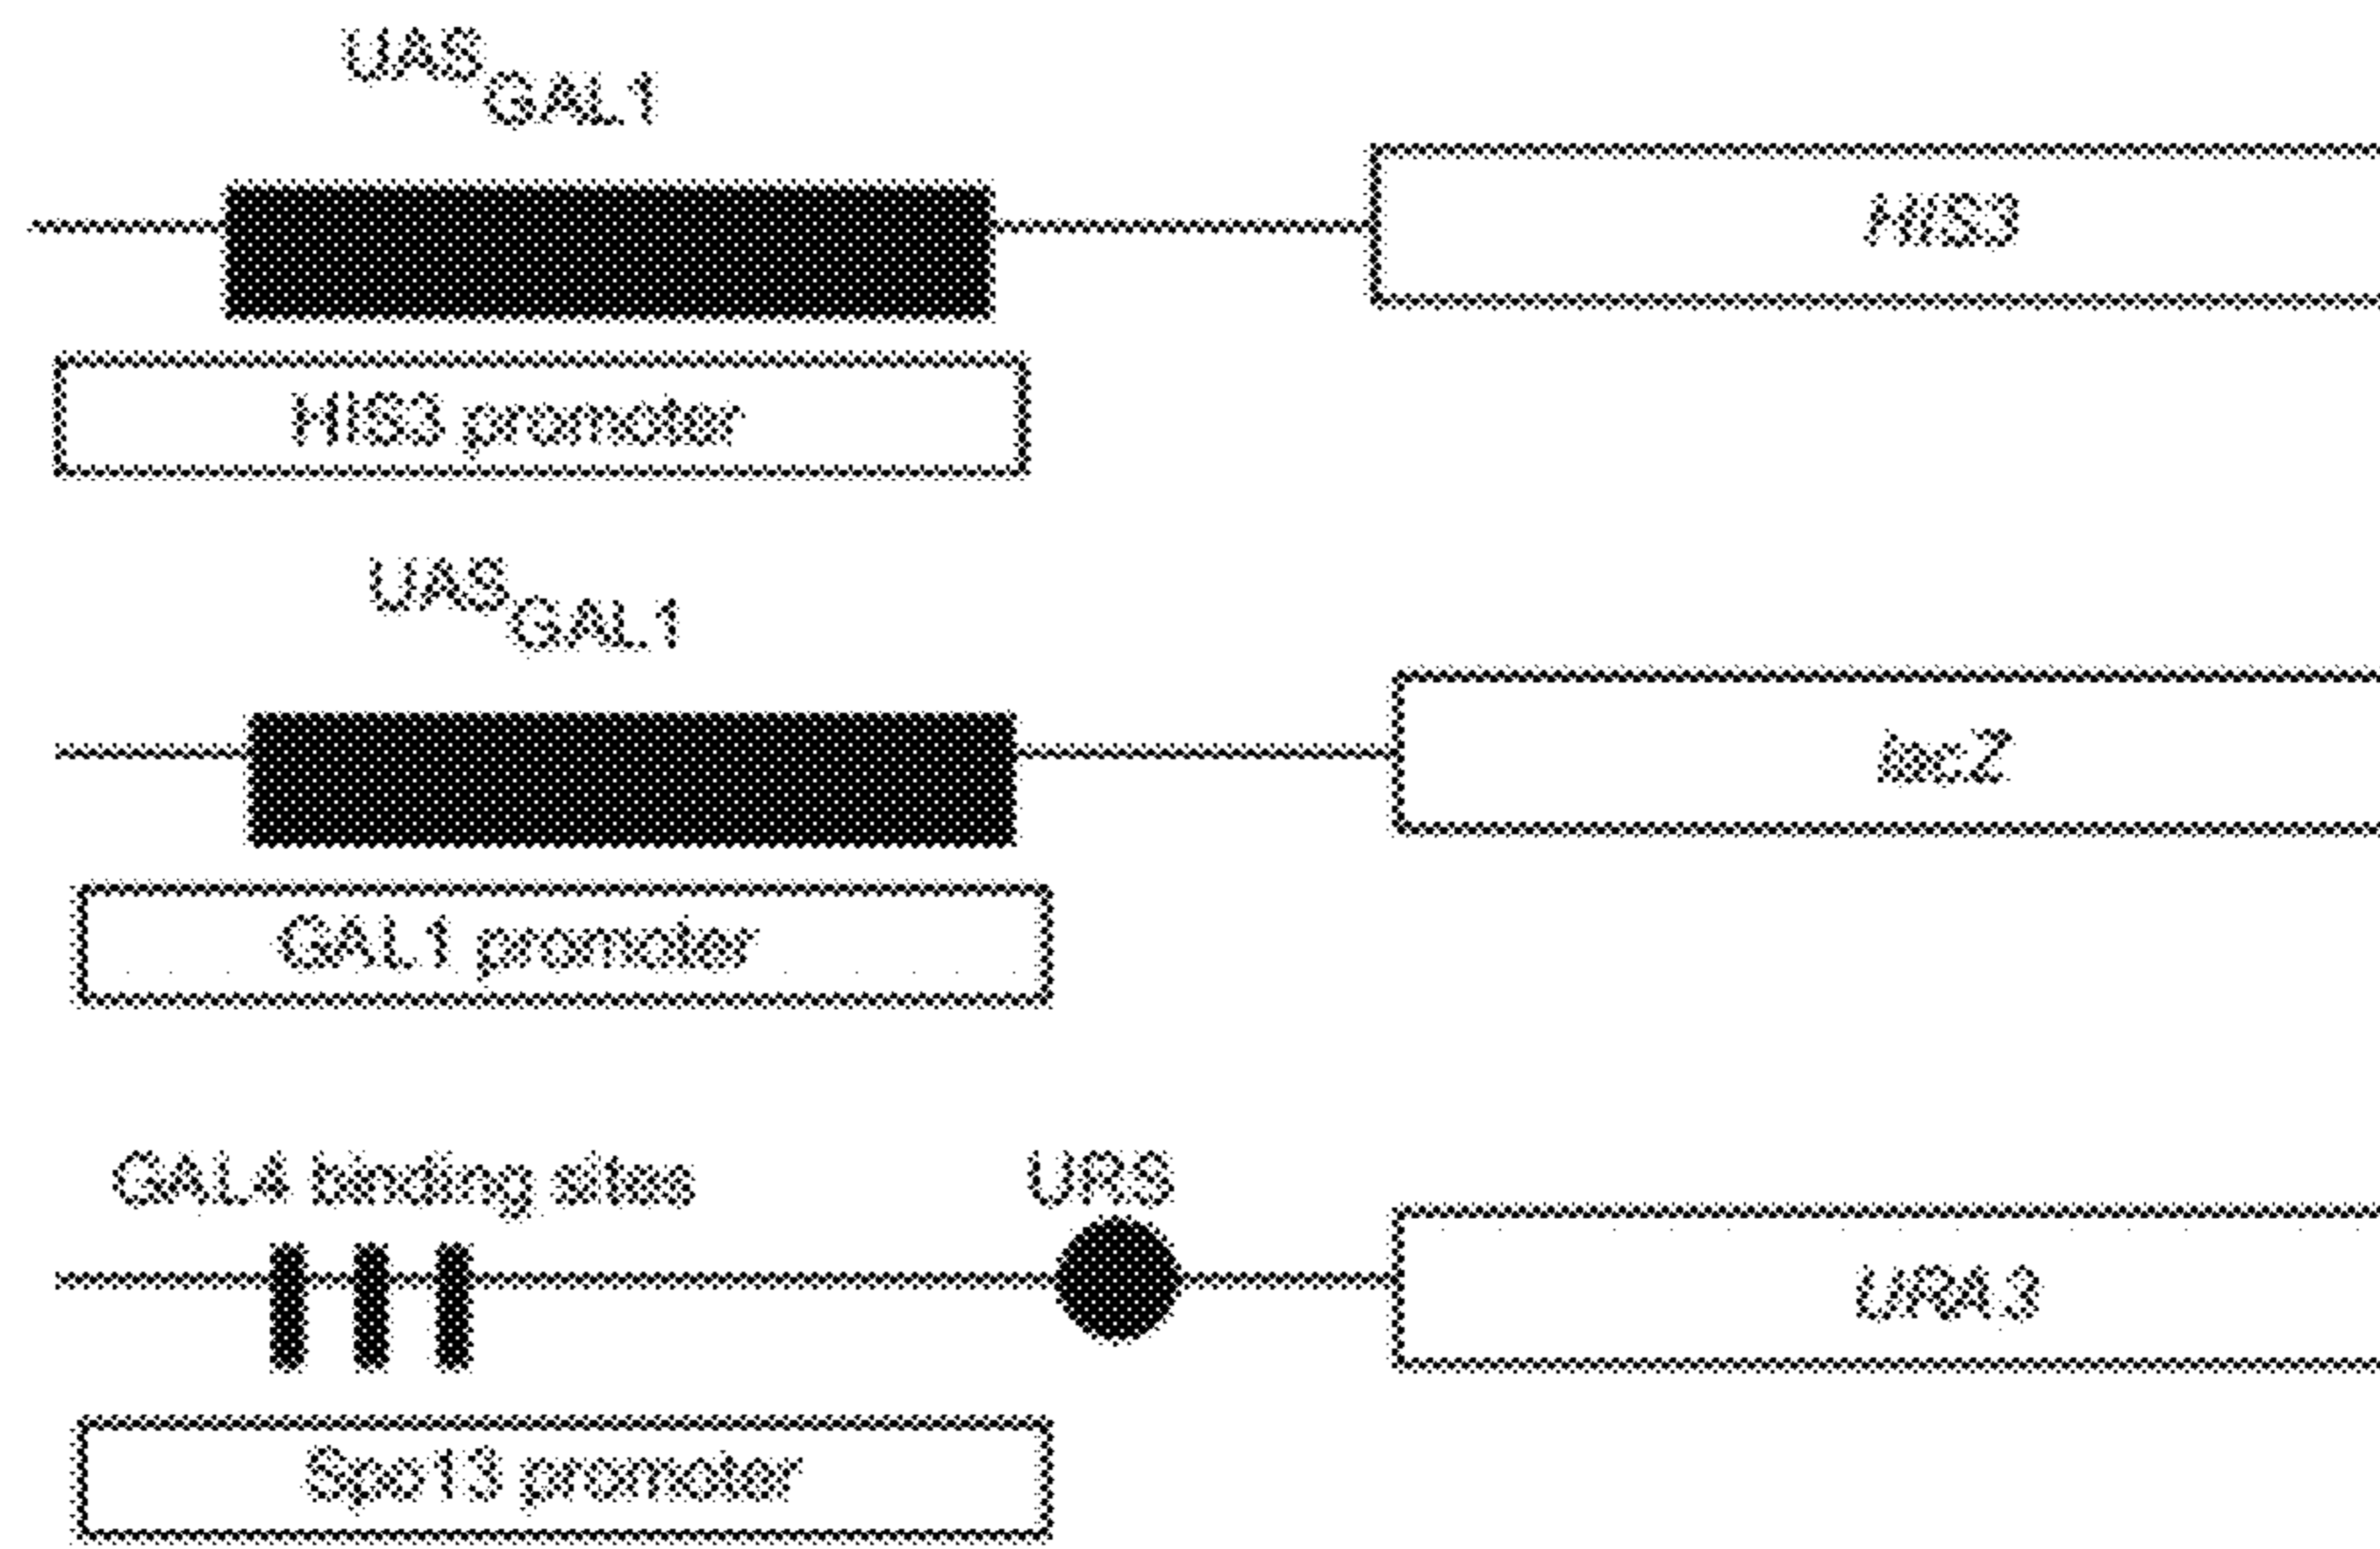 UAS GAL1
HIS3
HIS3 promoter
UAS GAL1
lacZ
GAL1 promoter
GAL4 binding sites
URS
URA3
Spo13 promoter